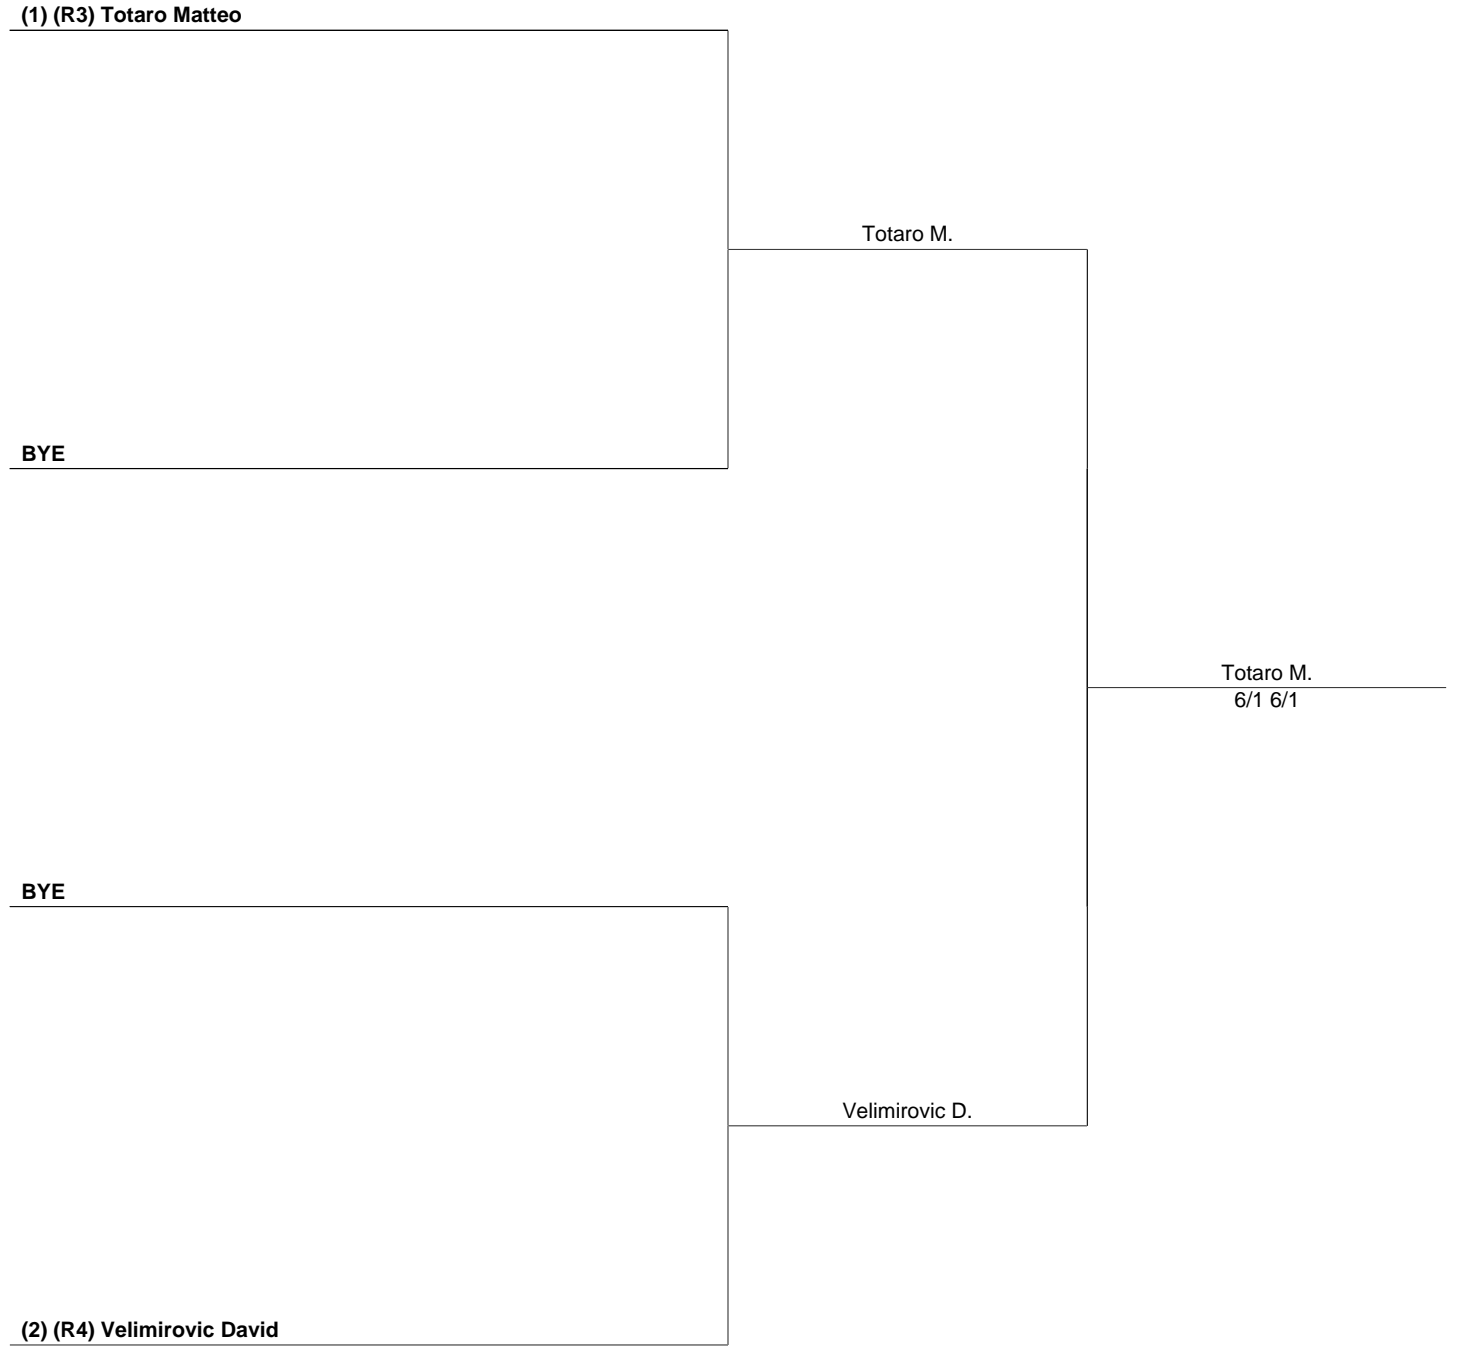 (1) (R3) Totaro Matteo
Totaro M.
BYE
Totaro M.
6/1 6/1
BYE
Velimirovic D.
(2) (R4) Velimirovic David